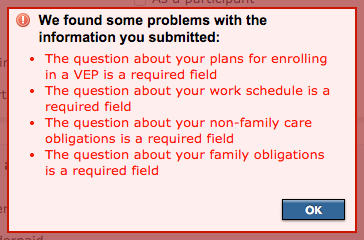 As a participant
We found some problems with the
information you submitted:
• The question about your plans for enrolling
in a VEP is a required field
• The question about your work schedule is a
required field
• The question about your non-family care
obligations is a required field
• The question about your family obligations
is a required field
OK